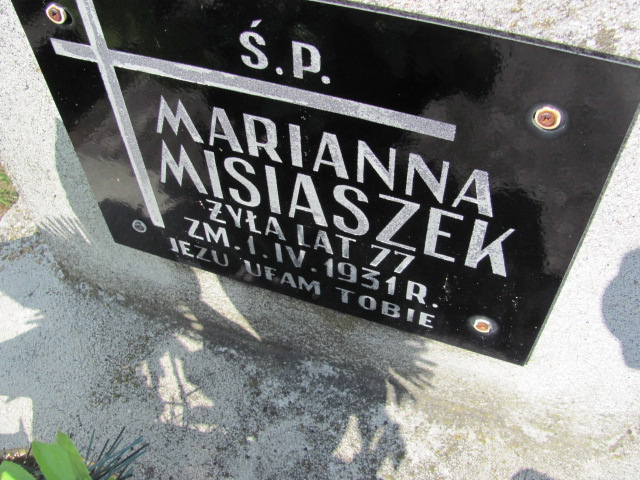 Ś.P.
MARIANNA
MISIASZEK
ŻYŁA LAT 77
ZM. 1. IV. 1931 R.
JEZU UFAM TOBIE